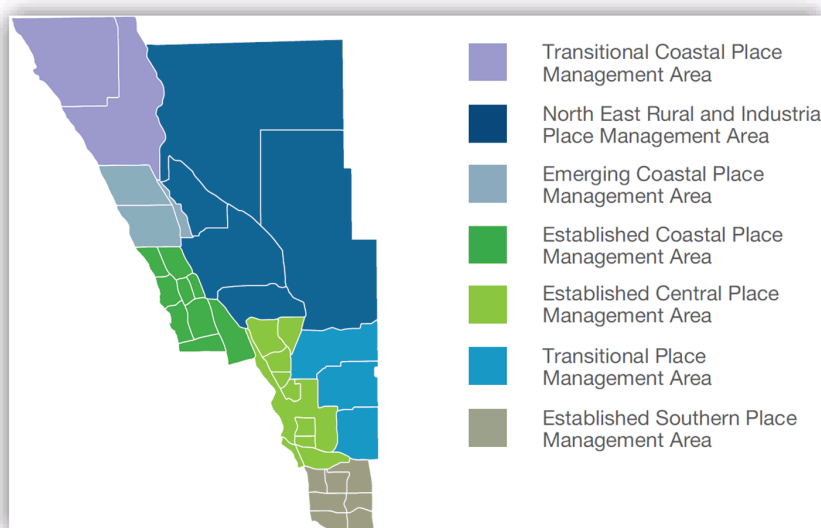 Transitional Coastal Place
Management Area
North East Rural and Industria
Place Management Area
Emerging Coastal Place
Management Area
Established Coastal Place
Management Area
Established Central Place
Management Area
Transitional Place
Management Area
Established Southern Place
Management Area